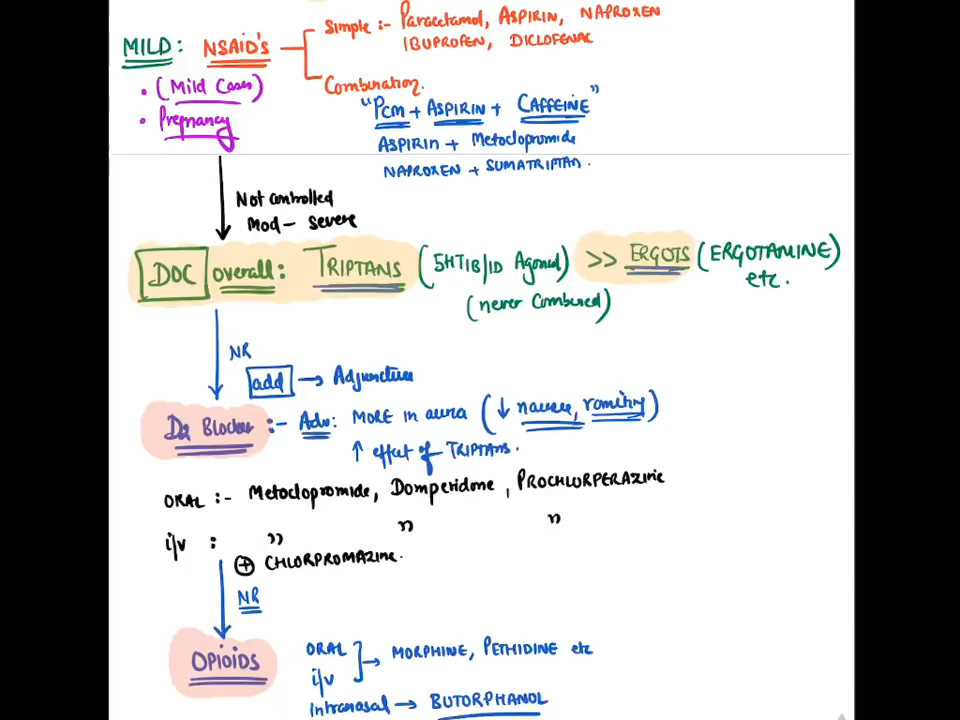 Simple :- Paracetamol, ASPIRIN, NAPROXEN
IBUPROFEN, DICLOFENAC
MILD: NSAID'S
• (Mild Cases)
• Pregnancy
Combination
"Pcm + ASPIRIN + CAFFEINE"
ASPIRIN + Metoclopromide
NAPROXEN + SUMATRIPTAN.
Not controlled
Mod - severe
DOC overall: TRIPTANS (5HT1B/1D Agonist) >> ERGOTS (ERGOTAMINE)
etc.
(never Combined)
NR
add → Adjunctive
D2 Blocker :- Adv: MORE in aura (↓ nausea, vomiting)
↑ effect of TRIPTANS.
ORAL :- Metoclopromide, Domperidone, PROCHLORPERAZINE
i/v : " " "
⊕ CHLORPROMAZINE.
NR
OPIOIDS
ORAL
i/v → MORPHINE, PETHIDINE etc
Intranasal → BUTORPHANOL